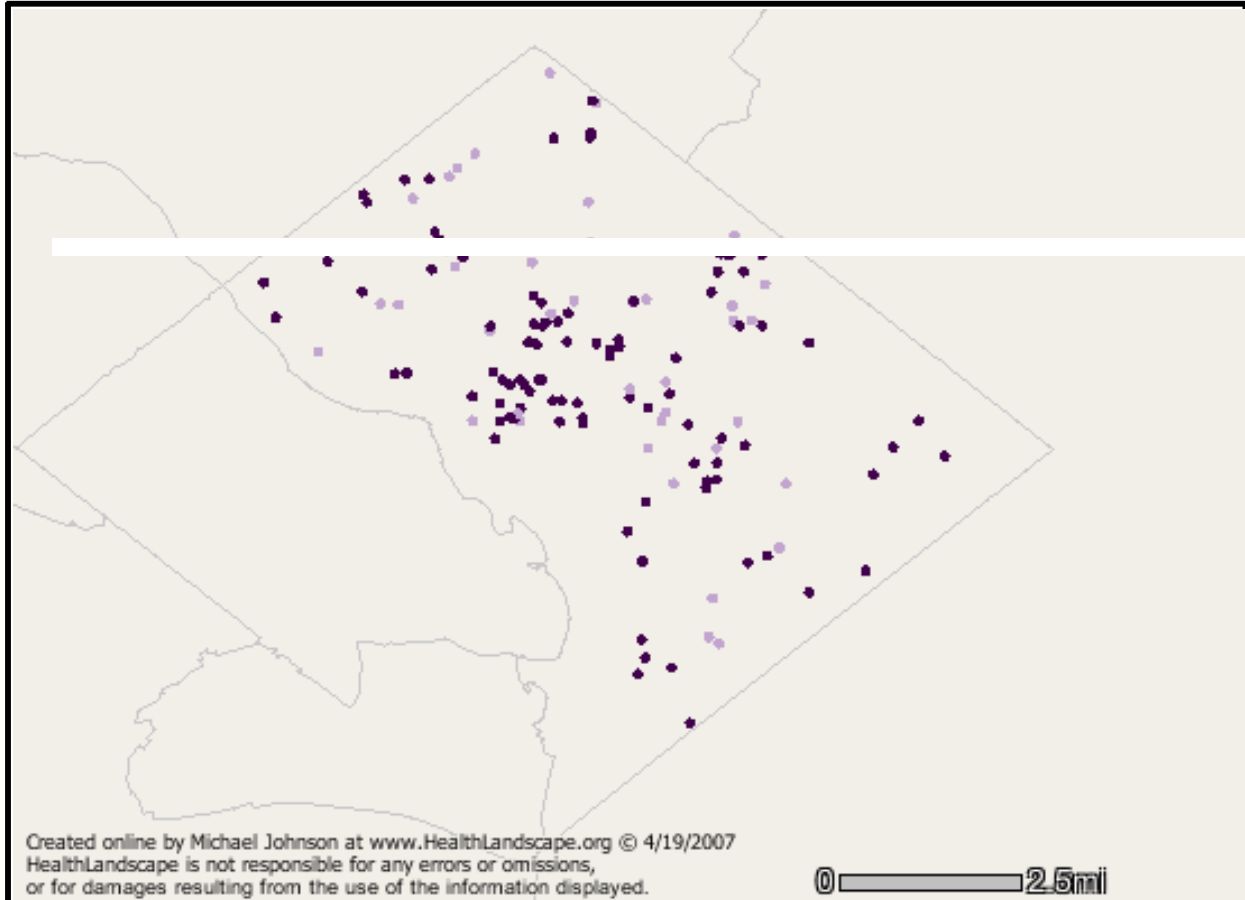 Created online by Michael Johnson at www.HealthLandscape.org © 4/19/2007
HealthLandscape is not responsible for any errors or omissions,
or for damages resulting from the use of the information displayed.
0 2.5mi